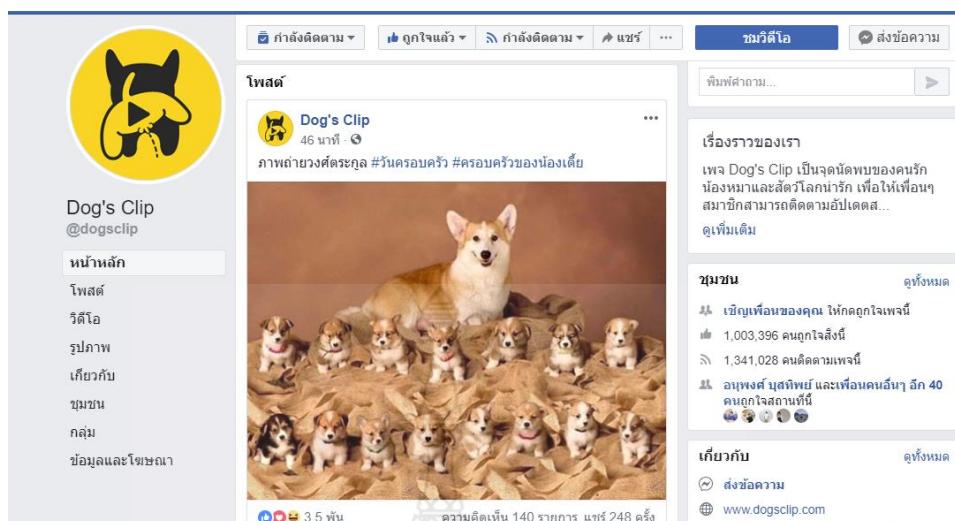 กำลังติดตาม
ถูกใจแล้ว
กำลังติดตาม
แชร์
...
ชมวิดีโอ
ส่งข้อความ
Dog's Clip
@dogsclip
หน้าหลัก
โพสต์
วิดีโอ
รูปภาพ
เกี่ยวกับ
ชุมชน
กลุ่ม
ข้อมูลและโฆษณา
โพสต์
Dog's Clip
46 นาที ·
ภาพถ่ายวงศ์ตระกูล #วันครอบครัว #ครอบครัวของน้องเตี้ย
3.5 พัน
ความคิดเห็น 140 รายการ แชร์ 248 ครั้ง
พิมพ์คำถาม...
เรื่องราวของเรา
เพจ Dog's Clip เป็นจุดนัดพบของคนรัก
น้องหมาและสัตว์โลกน่ารัก เพื่อให้เพื่อนๆ
สมาชิกสามารถติดตามอัปเดตส...
ดูเพิ่มเติม
ชุมชน
ดูทั้งหมด
เชิญเพื่อนของคุณ ให้กดถูกใจเพจนี้
1,003,396 คนถูกใจสิ่งนี้
1,341,028 คนติดตามเพจนี้
อนุพงศ์ บุสทิพย์ และเพื่อนคนอื่นๆ อีก 40
คนถูกใจสถานที่นี้
เกี่ยวกับ
ดูทั้งหมด
ส่งข้อความ
www.dogsclip.com